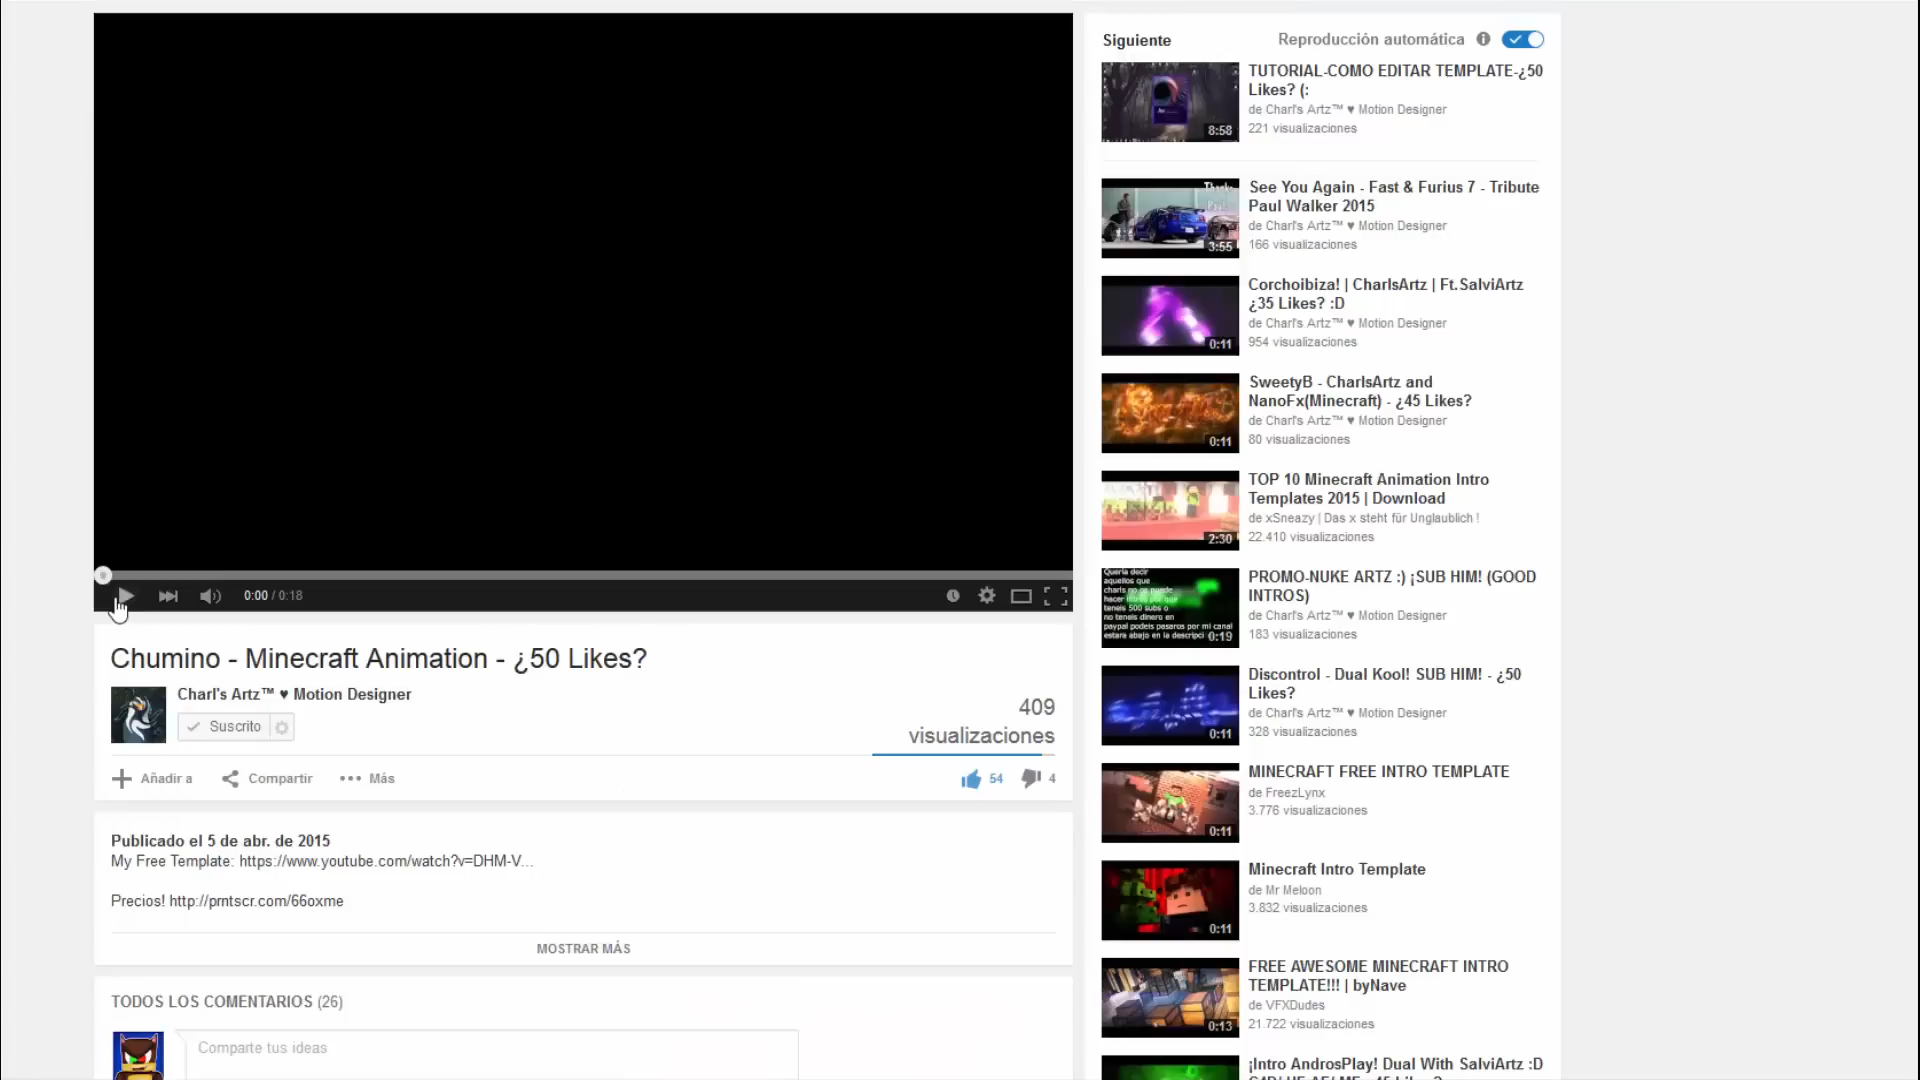 0:00 / 0:18
Chumino - Minecraft Animation - ¿50 Likes?
Charl's Artz™ ♥ Motion Designer
Suscrito
409
visualizaciones
Añadir a
Compartir
Más
54
4
Publicado el 5 de abr. de 2015
My Free Template: https://www.youtube.com/watch?v=DHM-V...
Precios! http://prntscr.com/66oxme
MOSTRAR MÁS
TODOS LOS COMENTARIOS (26)
Comparte tus ideas
Siguiente
Reproducción automática
8:58
TUTORIAL-COMO EDITAR TEMPLATE-¿50
Likes? (:
de Charl's Artz™ ♥ Motion Designer
221 visualizaciones
3:55
See You Again - Fast & Furius 7 - Tribute
Paul Walker 2015
de Charl's Artz™ ♥ Motion Designer
166 visualizaciones
0:11
Corchoibiza! | CharlsArtz | Ft.SalviArtz
¿35 Likes? :D
de Charl's Artz™ ♥ Motion Designer
954 visualizaciones
0:11
SweetyB - CharlsArtz and
NanoFx(Minecraft) - ¿45 Likes?
de Charl's Artz™ ♥ Motion Designer
80 visualizaciones
2:30
TOP 10 Minecraft Animation Intro
Templates 2015 | Download
de xSneazy | Das x steht für Unglaublich !
22.410 visualizaciones
Queria decir
aquellos que
charls no os puede
hacer intros por que
teneis 500 subs o
no teneis dinero en
paypal podeis pasaros por mi canal
estara abajo en la descripci
0:19
PROMO-NUKE ARTZ :) ¡SUB HIM! (GOOD
INTROS)
de Charl's Artz™ ♥ Motion Designer
183 visualizaciones
0:11
Discontrol - Dual Kool! SUB HIM! - ¿50
Likes?
de Charl's Artz™ ♥ Motion Designer
328 visualizaciones
0:11
MINECRAFT FREE INTRO TEMPLATE
de FreezLynx
3.776 visualizaciones
0:11
Minecraft Intro Template
de Mr Meloon
3.832 visualizaciones
0:13
FREE AWESOME MINECRAFT INTRO
TEMPLATE!!! | byNave
de VFXDudes
21.722 visualizaciones
¡Intro AndrosPlay! Dual With SalviArtz :D